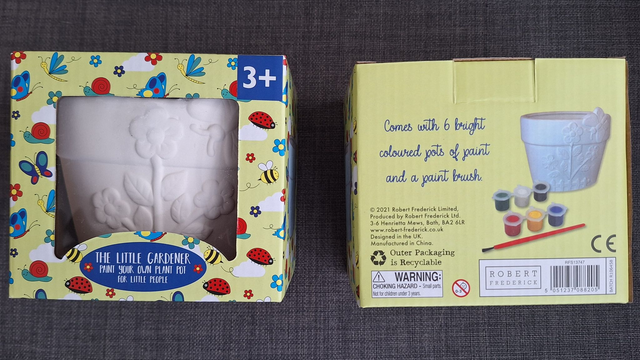 3+
THE LITTLE GARDENER
PAINT YOUR OWN PLANT POT
FOR LITTLE PEOPLE
Comes with 6 bright
coloured pots of paint
and a paint brush
© 2021 Robert Frederick Limited,
Produced by Robert Frederick Ltd.
3-6 Henrietta Mews, Bath, BA2 6LR
www.robert-frederick.co.uk
Designed in the UK.
Manufactured in China.
Outer Packaging
is Recyclable
CE
WARNING:
CHOKING HAZARD - Small parts.
Not for children under 3 years.
ROBERT
FREDERICK